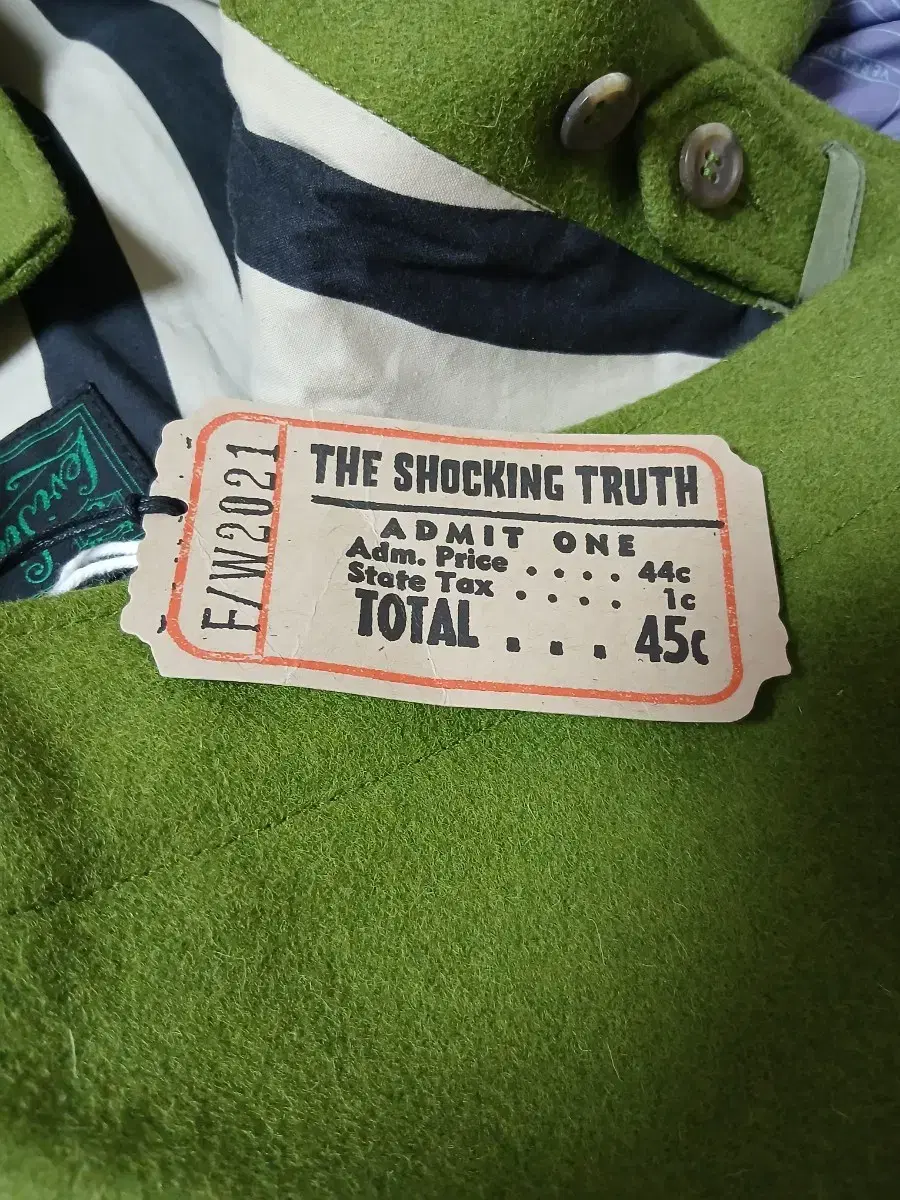 F/W2021
THE SHOCKING TRUTH
ADMIT ONE
Adm. Price . . . . 44c
State Tax . . . . 1c
TOTAL . . . 45c